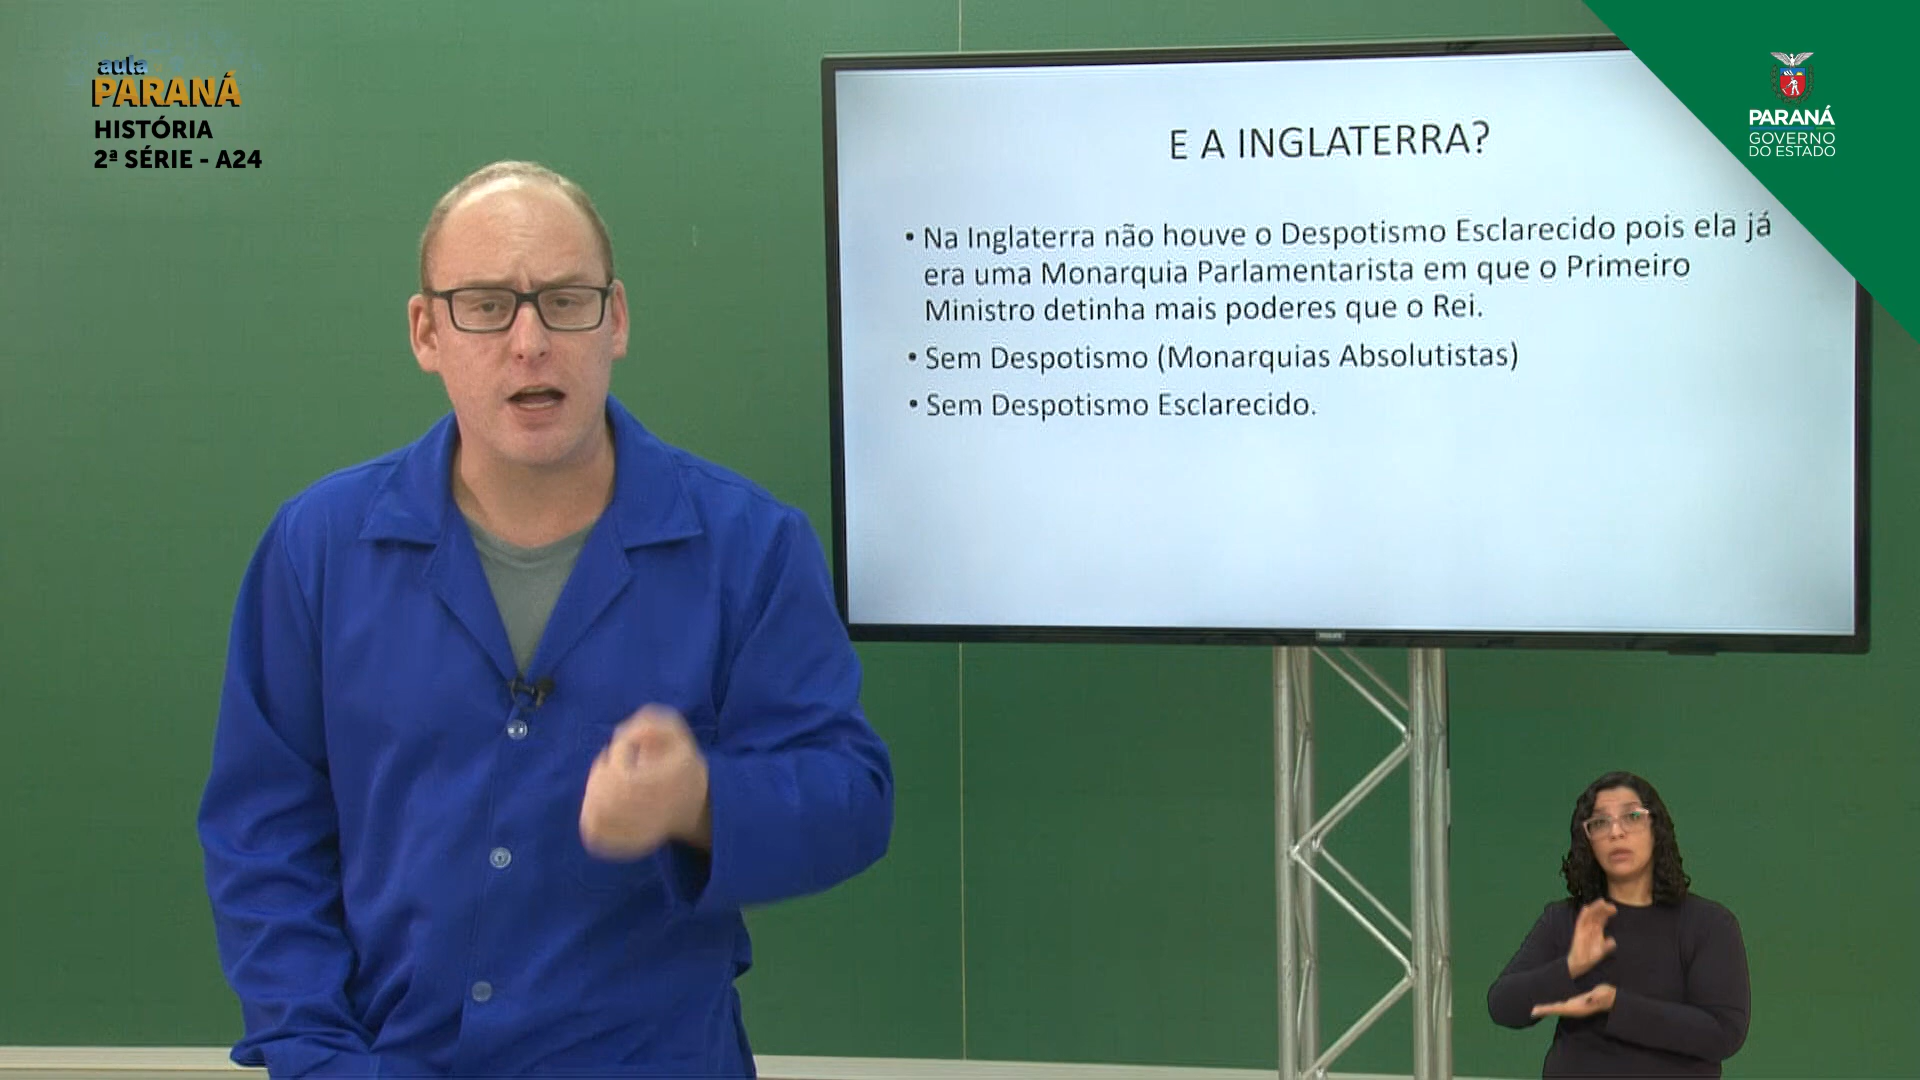 aula
PARANÁ
HISTÓRIA
2ª SÉRIE - A24
E A INGLATERRA?
• Na Inglaterra não houve o Despotismo Esclarecido pois ela já
era uma Monarquia Parlamentarista em que o Primeiro
Ministro detinha mais poderes que o Rei.
• Sem Despotismo (Monarquias Absolutistas)
• Sem Despotismo Esclarecido.
PARANÁ
GOVERNO
DO ESTADO
PHILIPS